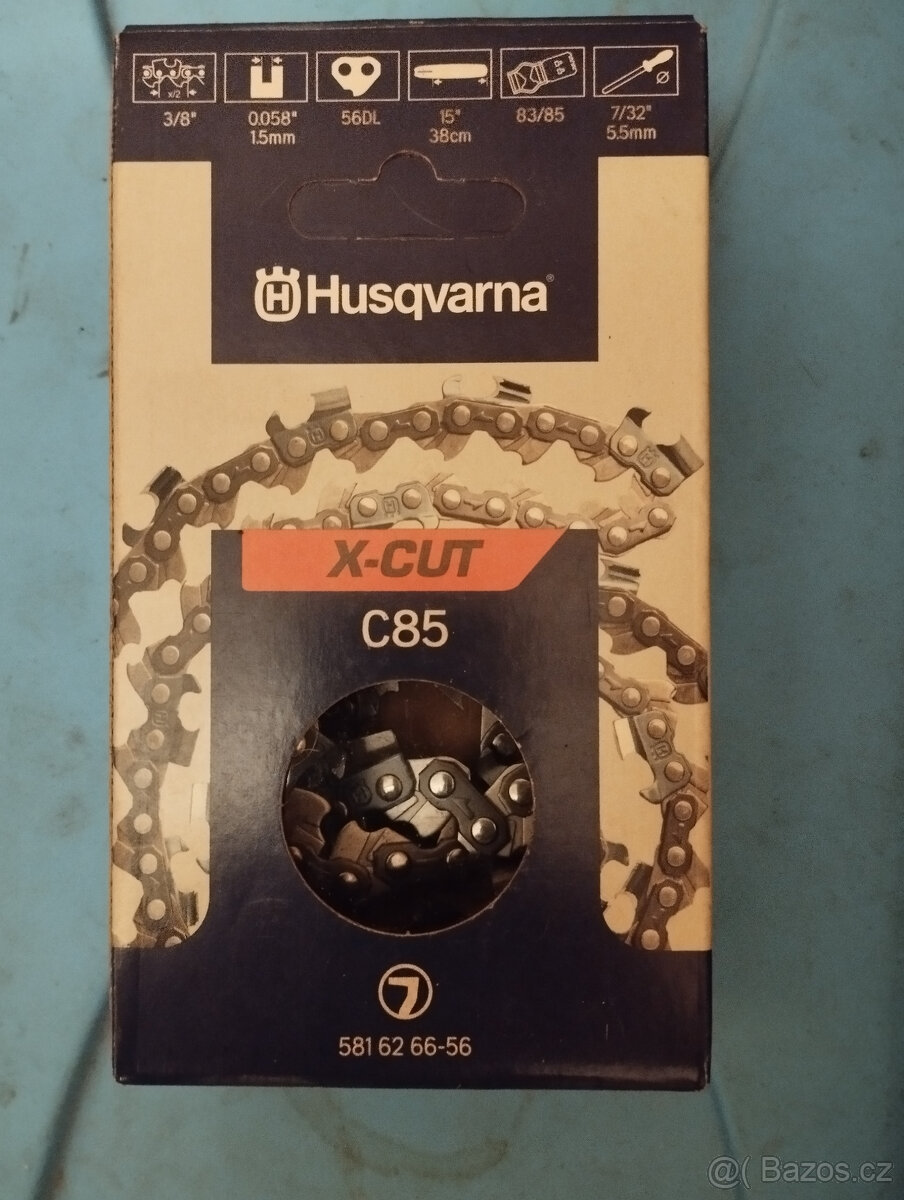 x/2
3/8"
0.058"
1.5mm
56DL
15"
38cm
83/85
7/32"
5.5mm
Husqvarna®
X-CUT
C85
7
581 62 66-56
@( Bazos.cz